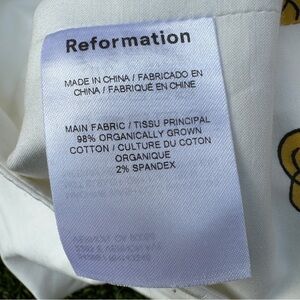 Reformation
MADE IN CHINA / FABRICADO EN
CHINA / FABRIQUÉ EN CHINE
MAIN FABRIC / TISSU PRINCIPAL
98% ORGANICALLY GROWN
COTTON / CULTURE DU COTON
ORGANIQUE
2% SPANDEX